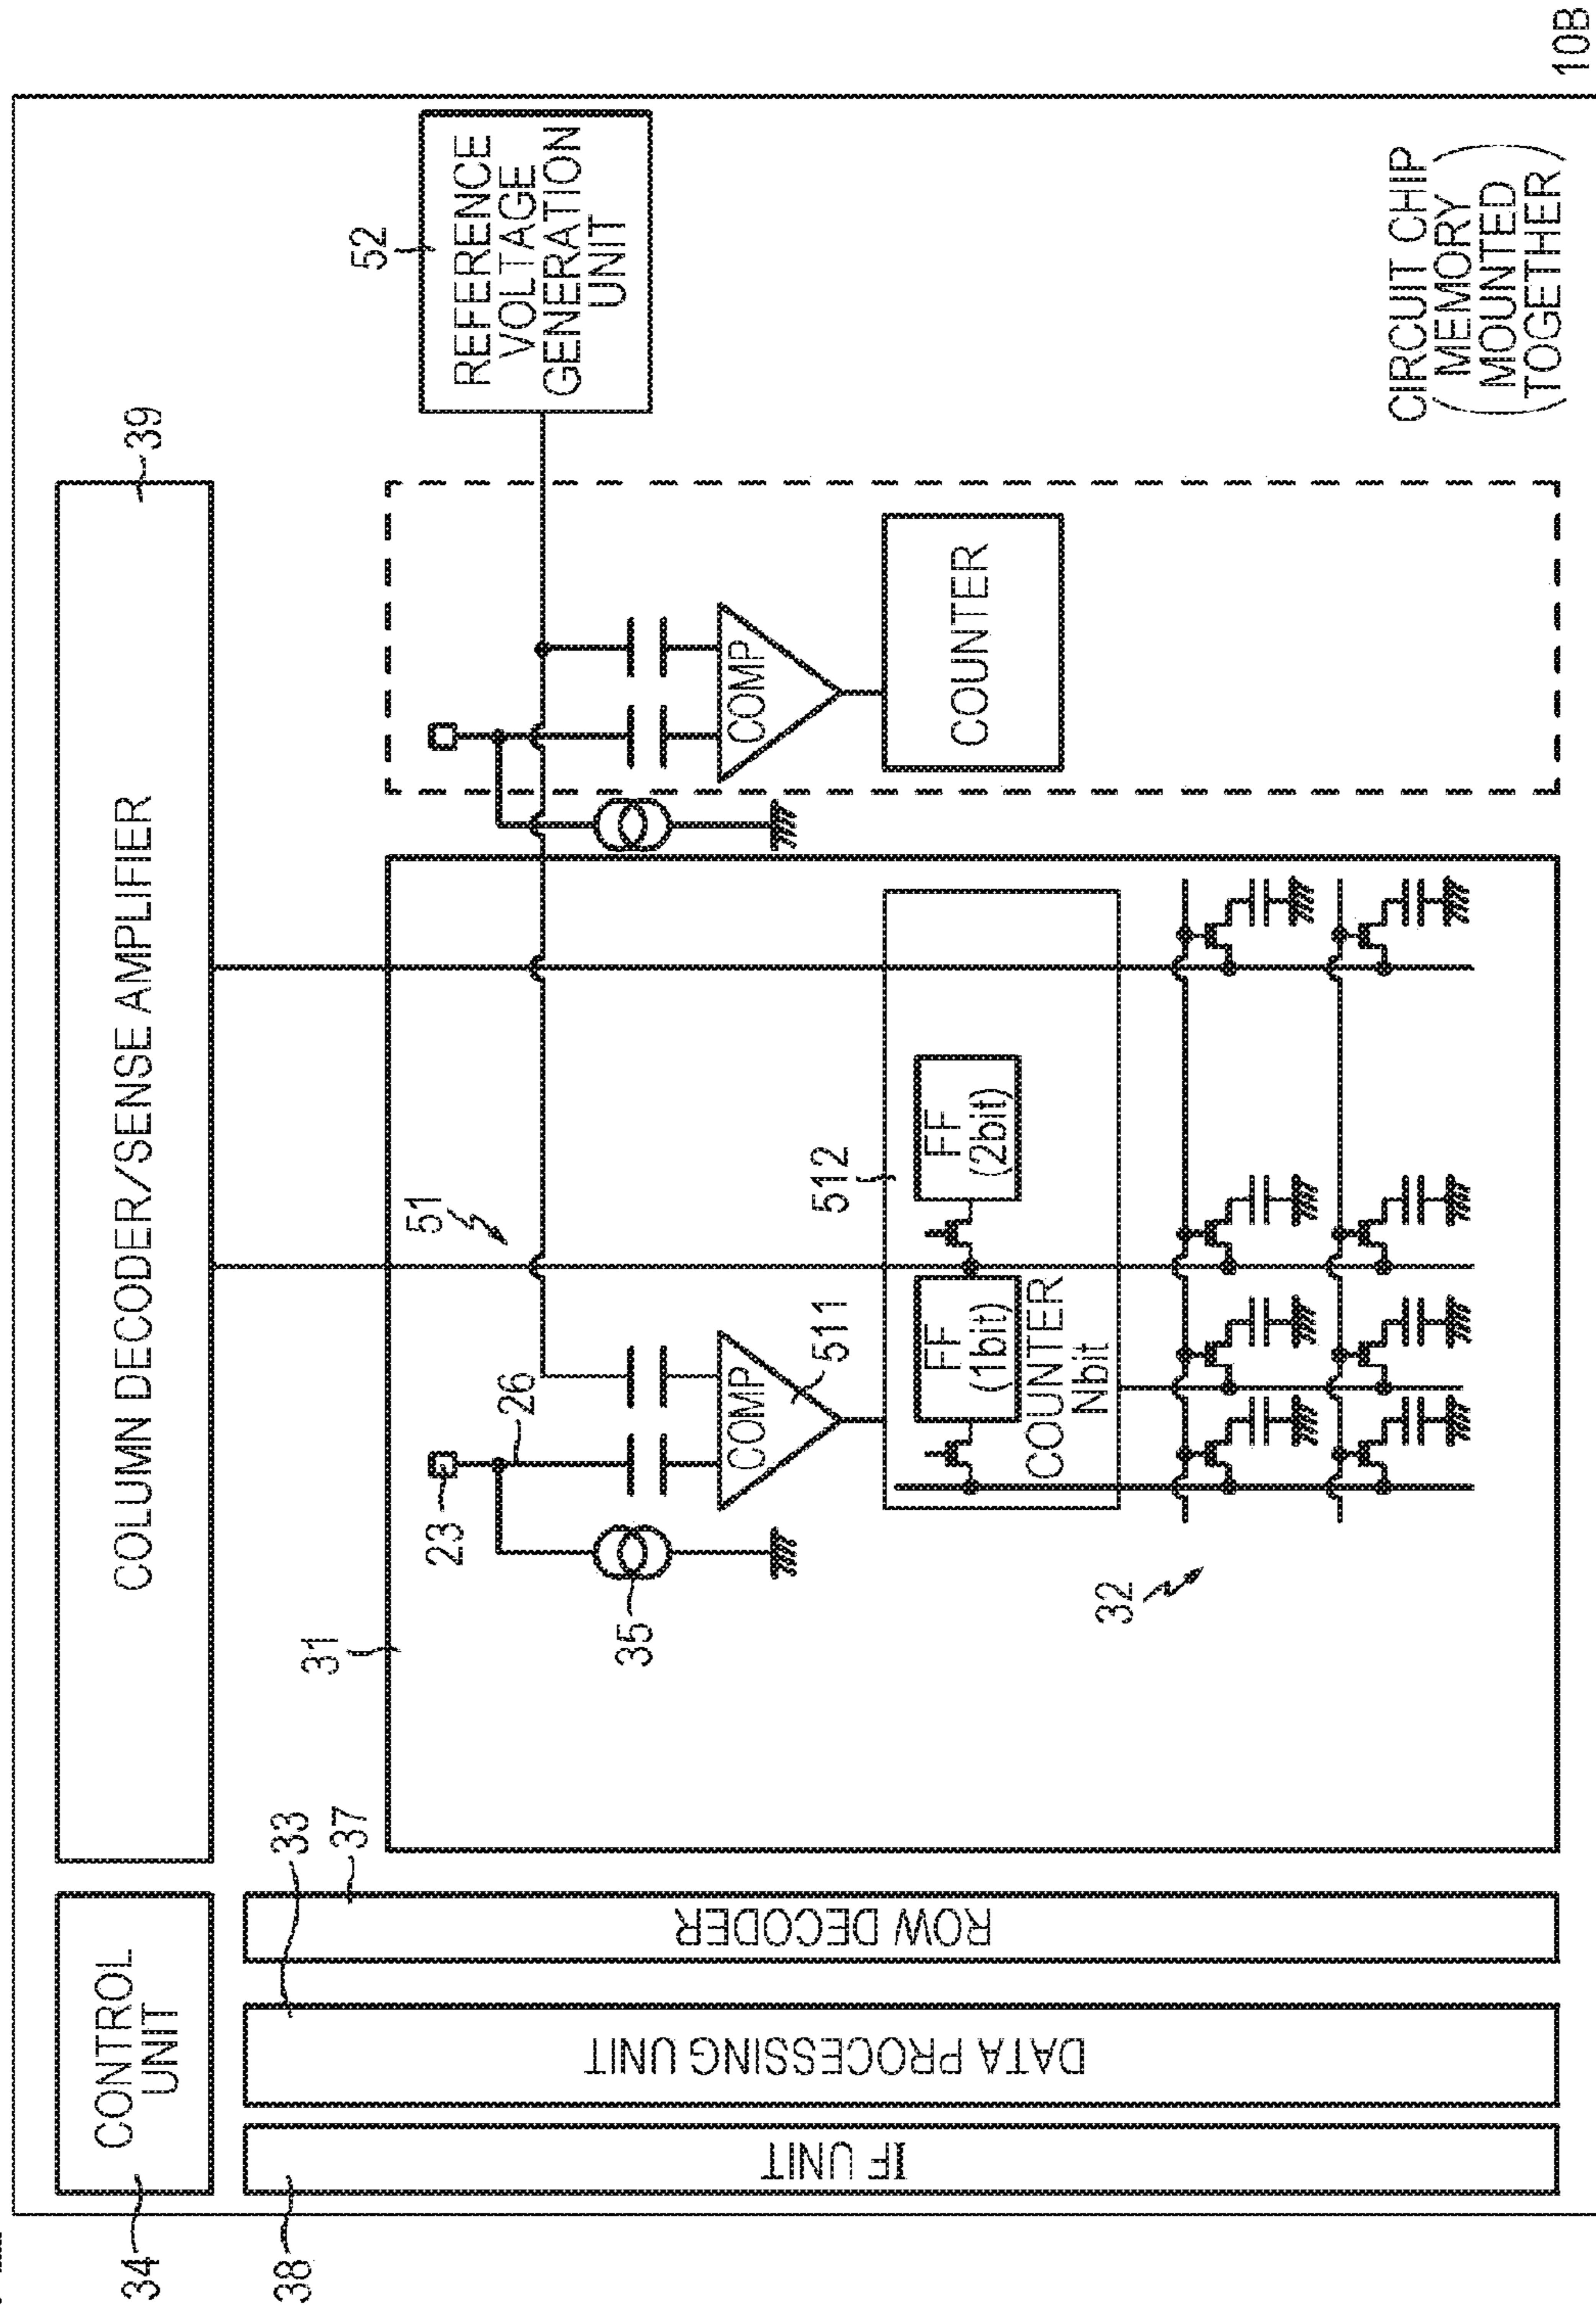 34
CONTROL
UNIT
COLUMN DECODER/SENSE AMPLIFIER
39
38
IF UNIT
33
DATA PROCESSING UNIT
37
ROW DECODER
31
23
26
35
51
COMP
511
512
FF
(1bit)
FF
(2bit)
COUNTER
Nbit
32
COMP
COUNTER
52
REFERENCE
VOLTAGE
GENERATION
UNIT
CIRCUIT CHIP
(MEMORY
MOUNTED
TOGETHER)
10B